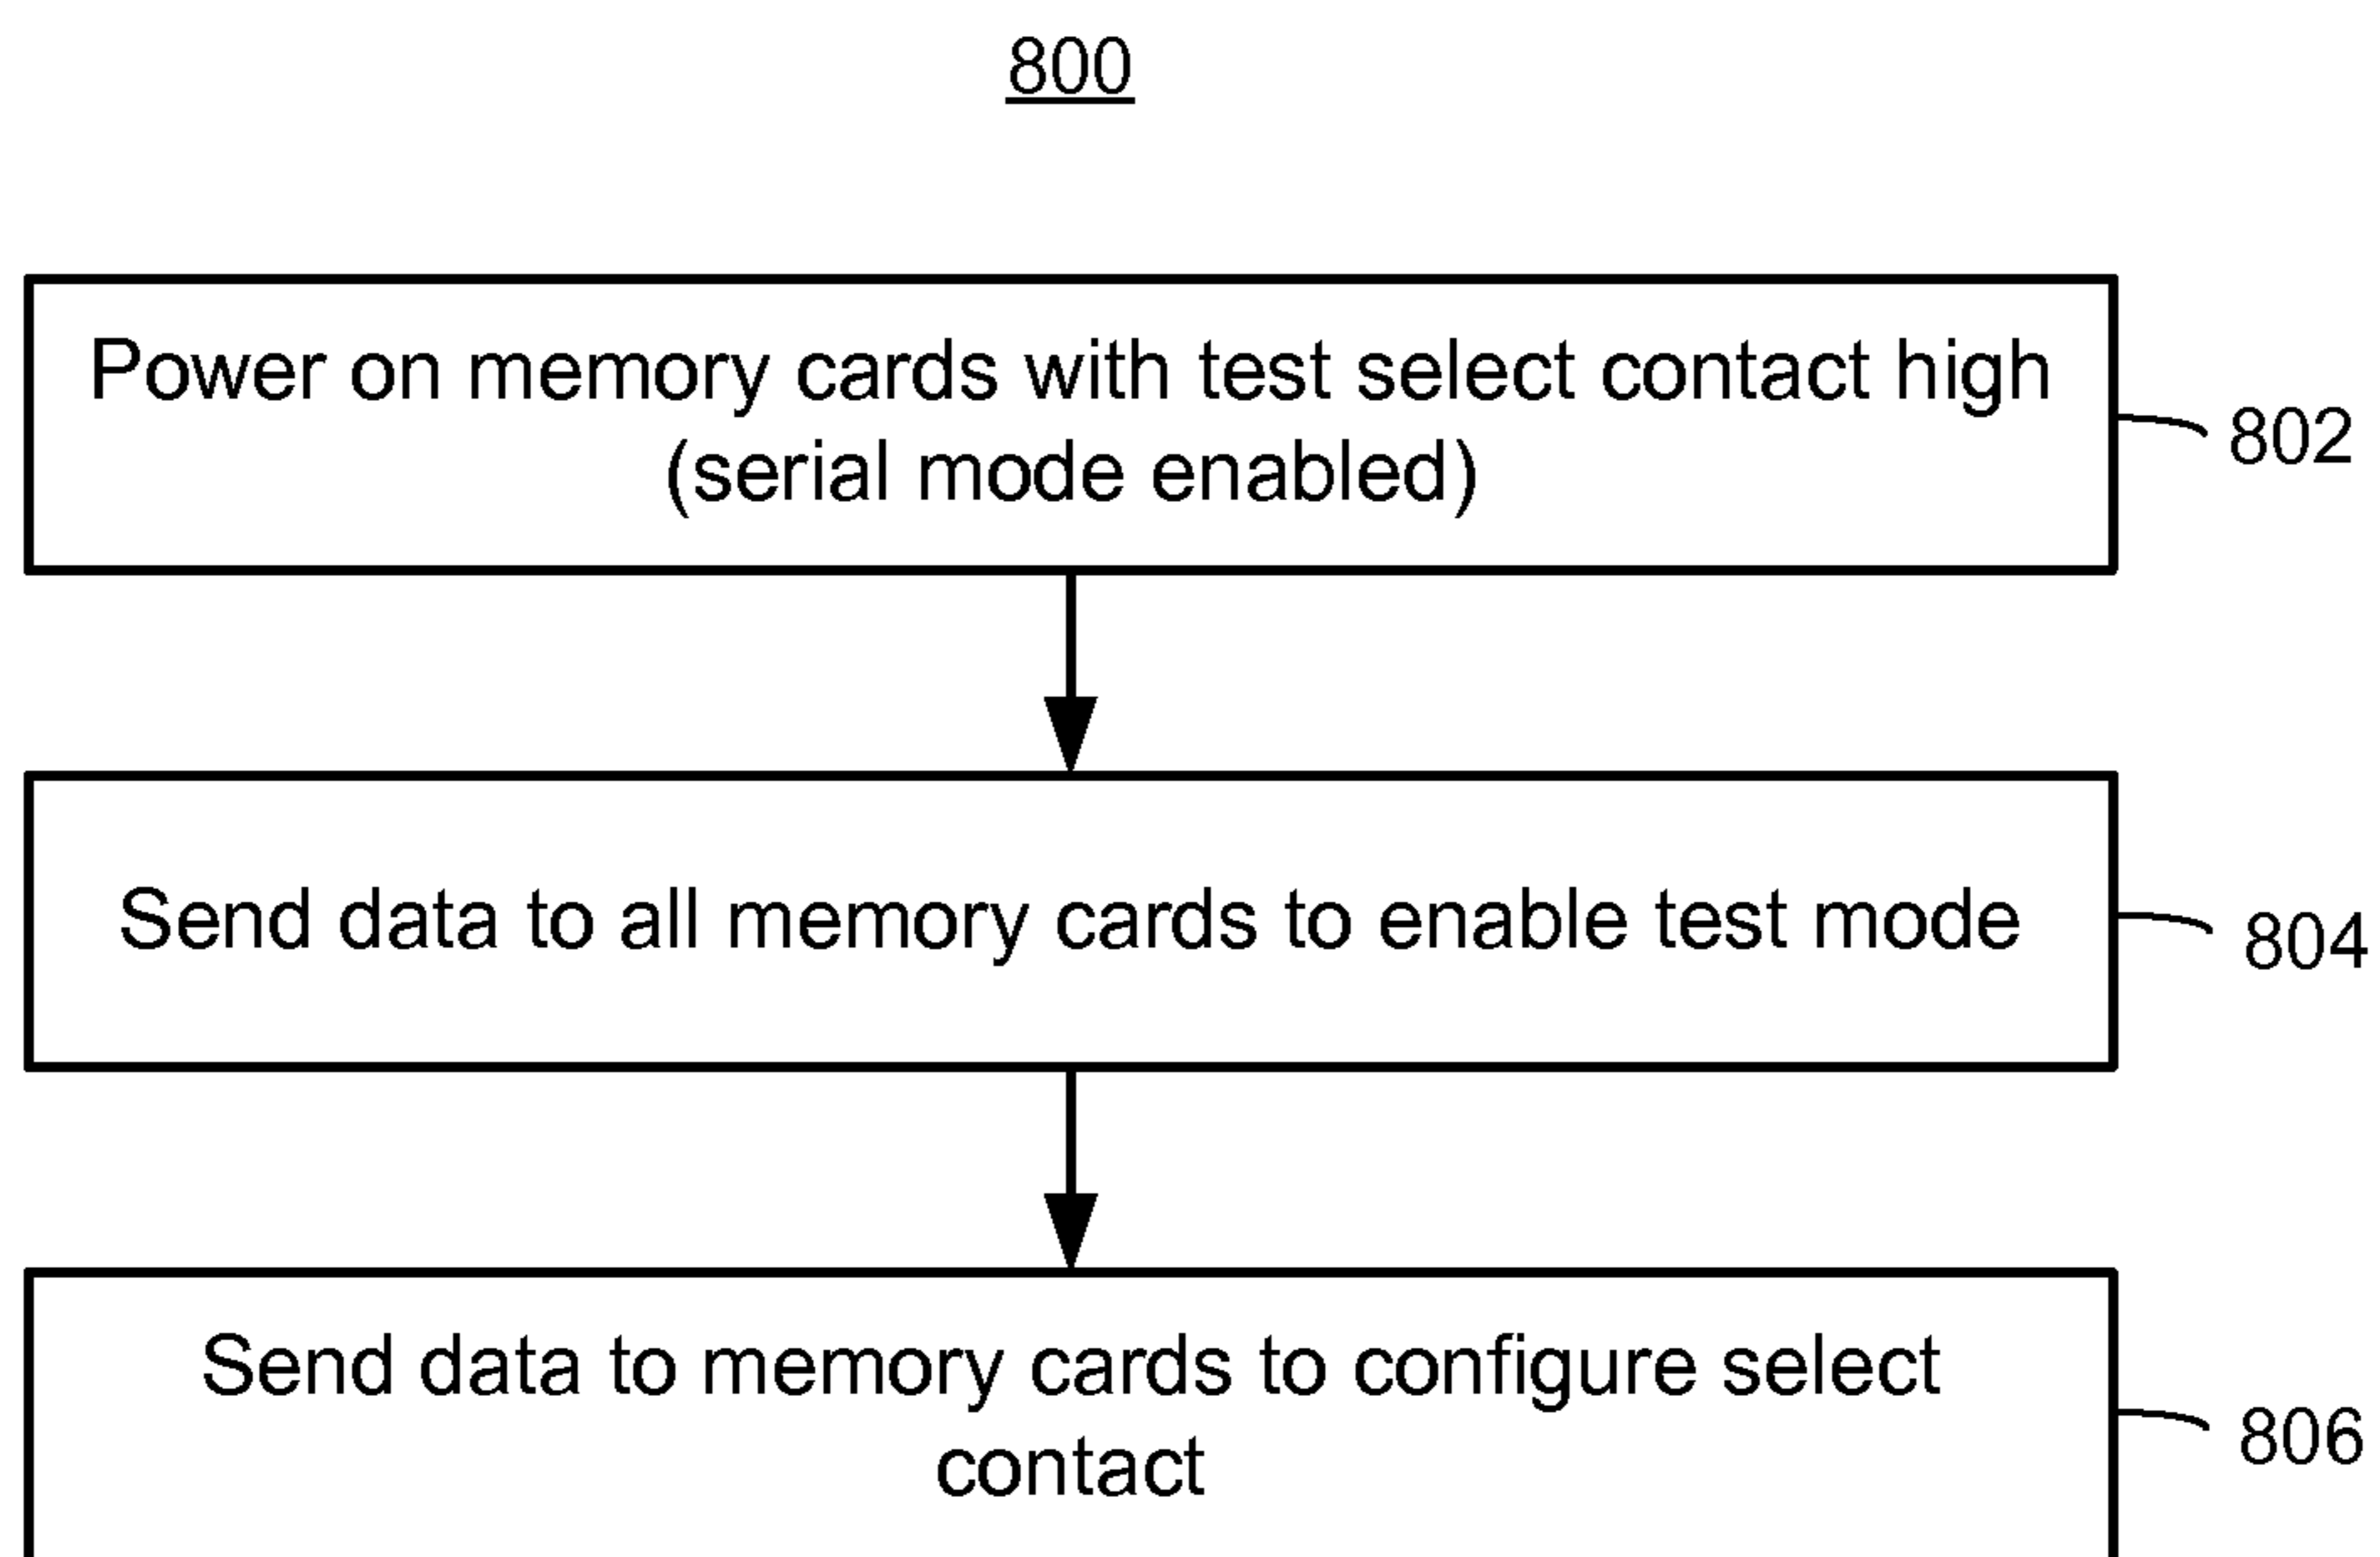 800
Power on memory cards with test select contact high
(serial mode enabled)
802
Send data to all memory cards to enable test mode
804
Send data to memory cards to configure select
contact
806